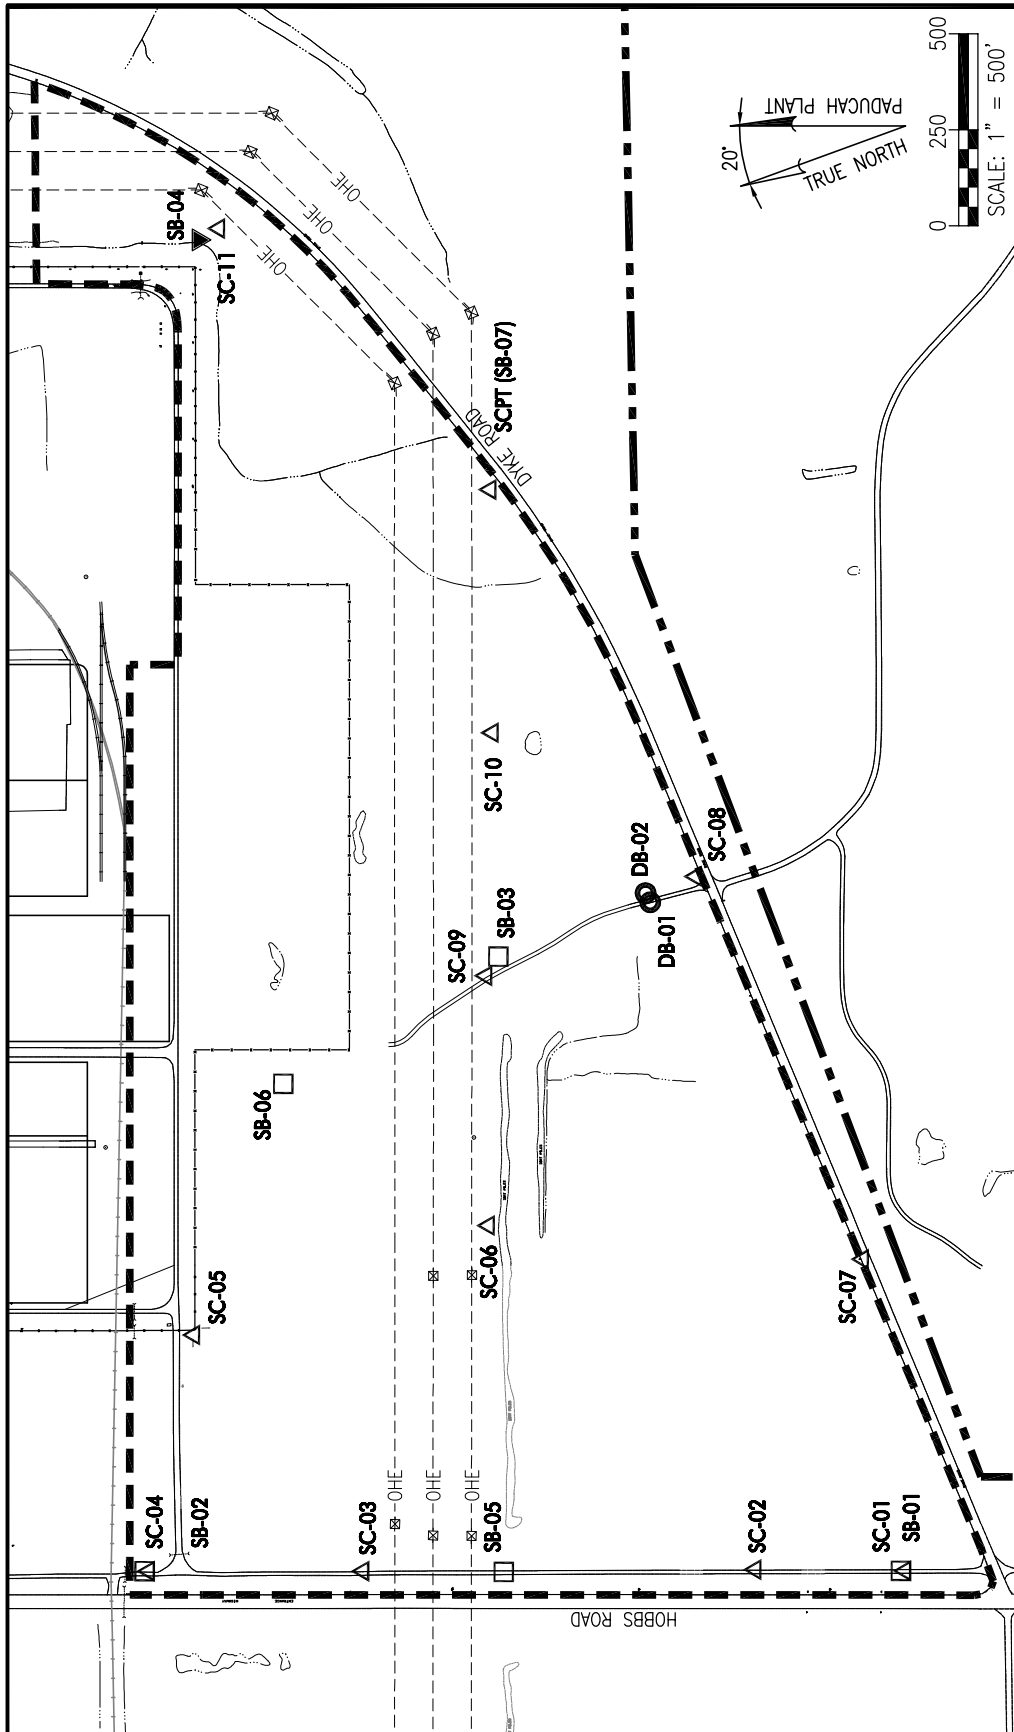 SB-04
SC-11
OHE
OHE
OHE
SCPT (SB-07)
DYKE ROAD
SC-10
DB-02
SC-08
DB-01
SC-09
SB-03
SB-06
SC-06
SC-05
SC-07
SC-04
SB-02
SC-03
OHE
OHE
OHE
SB-05
SC-02
SC-01
SB-01
HOBBS ROAD
20°
PADUCAH PLANT
TRUE NORTH
0 250 500
SCALE: 1" = 500'